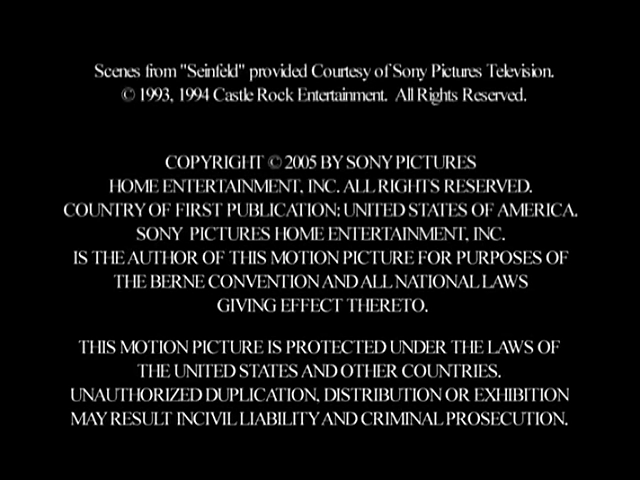 Scenes from "Seinfeld" provided Courtesy of Sony Pictures Television.
© 1993, 1994 Castle Rock Entertainment. All Rights Reserved.
COPYRIGHT © 2005 BY SONY PICTURES
HOME ENTERTAINMENT, INC. ALL RIGHTS RESERVED.
COUNTRY OF FIRST PUBLICATION: UNITED STATES OF AMERICA.
SONY PICTURES HOME ENTERTAINMENT, INC.
IS THE AUTHOR OF THIS MOTION PICTURE FOR PURPOSES OF
THE BERNE CONVENTION AND ALL NATIONAL LAWS
GIVING EFFECT THERETO.
THIS MOTION PICTURE IS PROTECTED UNDER THE LAWS OF
THE UNITED STATES AND OTHER COUNTRIES.
UNAUTHORIZED DUPLICATION, DISTRIBUTION OR EXHIBITION
MAY RESULT IN CIVIL LIABILITY AND CRIMINAL PROSECUTION.